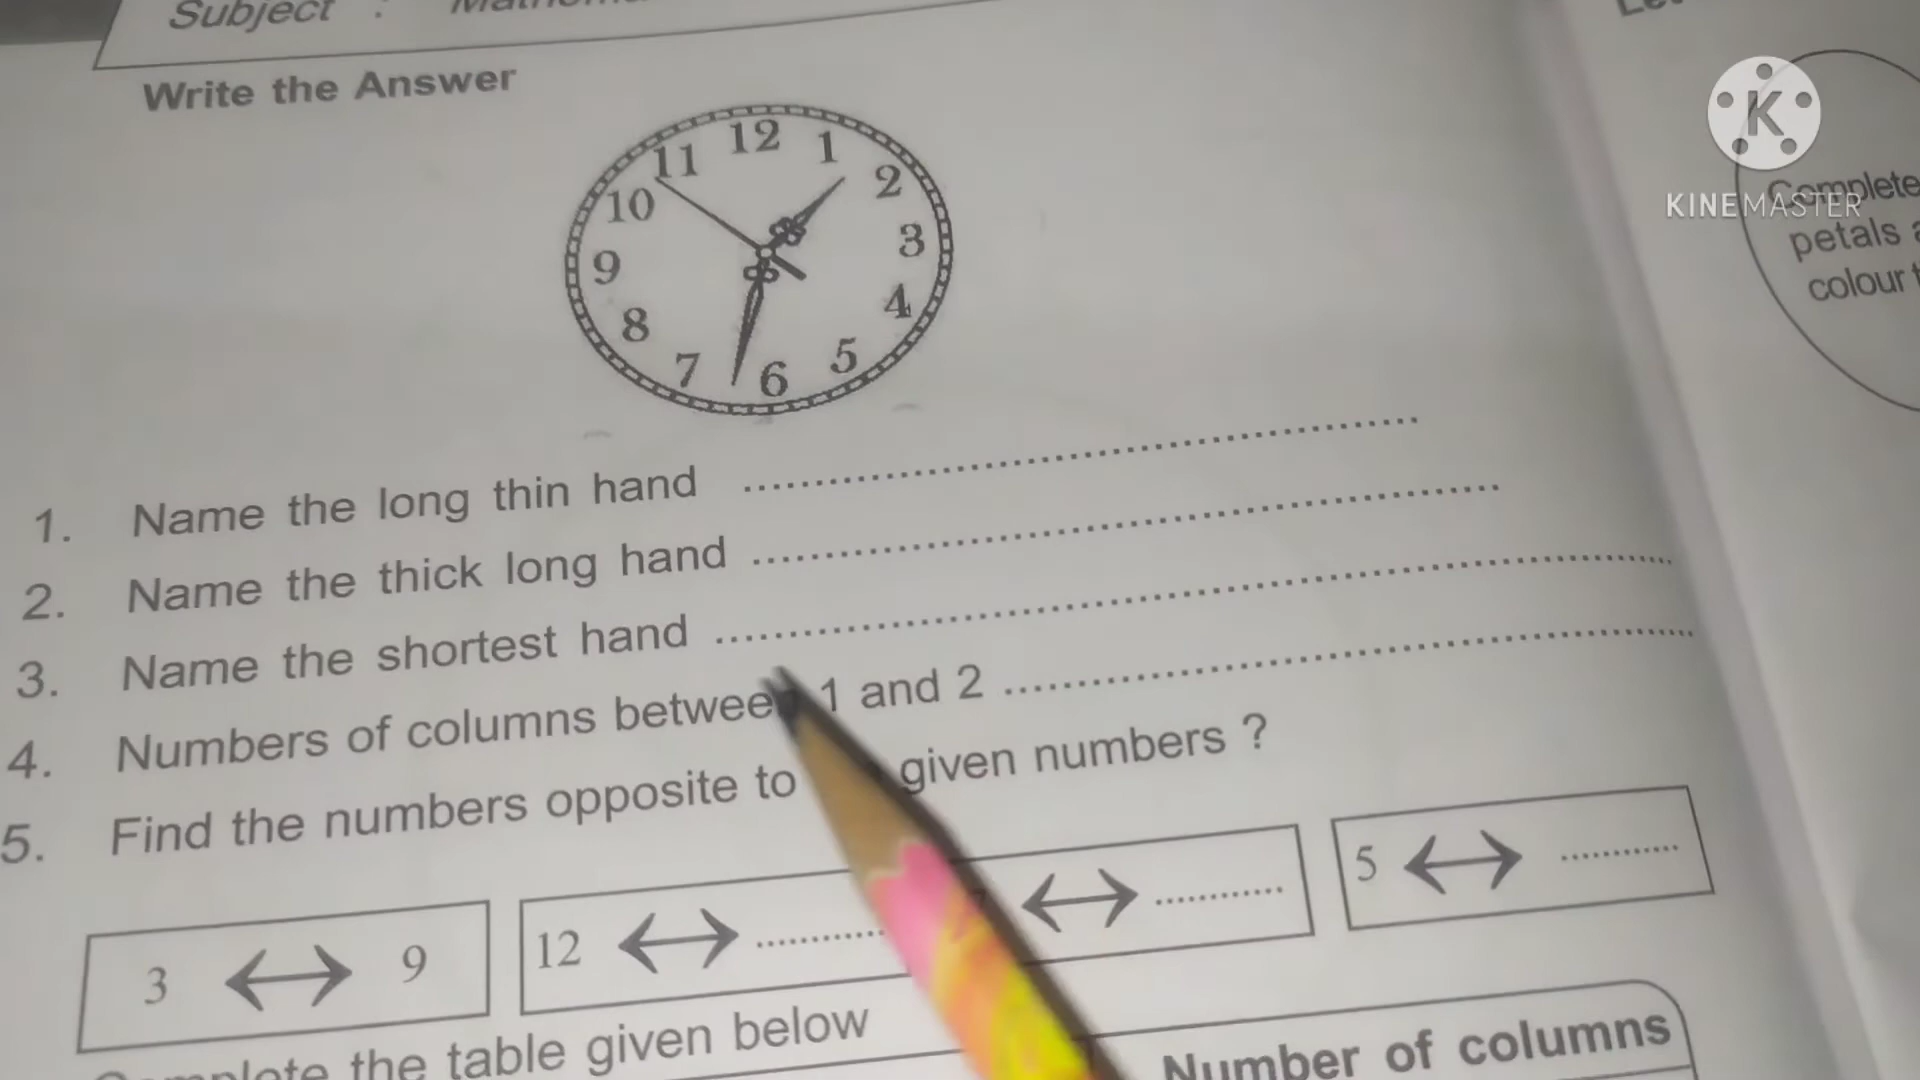 Subject :
Write the Answer
12
11 1
10 2
9 3
8 4
7 6 5
1. Name the long thin hand ........................
2. Name the thick long hand ........................
3. Name the shortest hand ........................
4. Numbers of columns between 1 and 2 ........................
5. Find the numbers opposite to given numbers ?
3 ↔ 9
12 ↔ ............
↔ ............
5 ↔ ............
the table given below
Number of columns
K
KINEMASTER
Complete
petals
colour